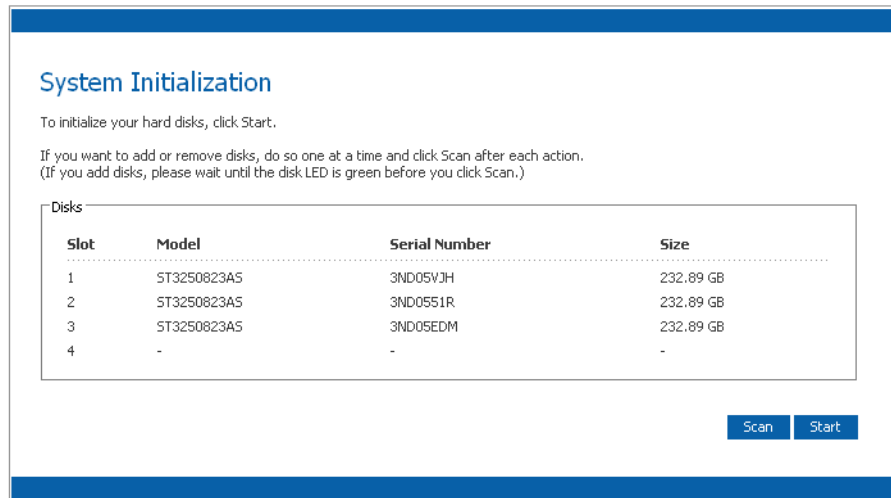 System Initialization
To initialize your hard disks, click Start.
If you want to add or remove disks, do so one at a time and click Scan after each action.
(If you add disks, please wait until the disk LED is green before you click Scan.)
Disks
Slot Model Serial Number Size
1 ST3250823AS 3ND05VJH 232.89 GB
2 ST3250823AS 3ND0551R 232.89 GB
3 ST3250823AS 3ND05EDM 232.89 GB
4 - - -
Scan Start